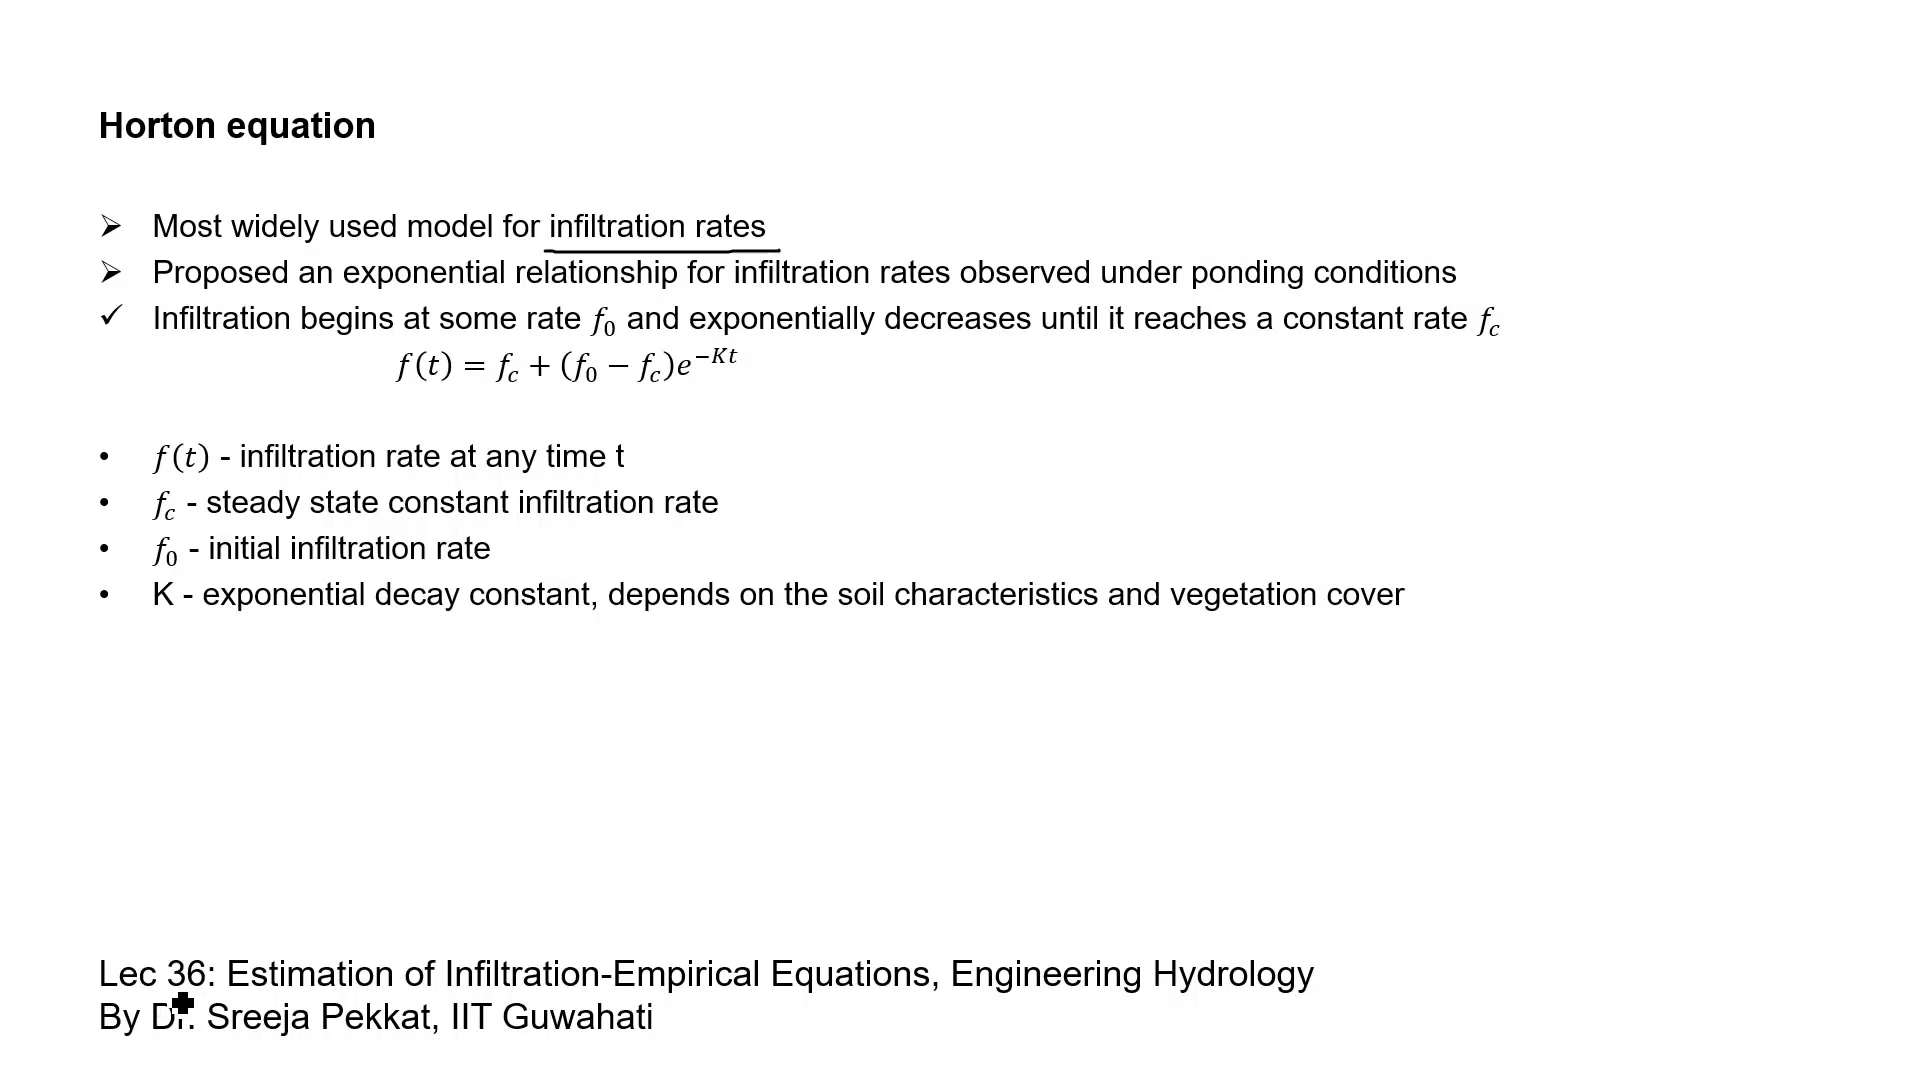 Horton equation
➢ Most widely used model for infiltration rates
➢ Proposed an exponential relationship for infiltration rates observed under ponding conditions
✓ Infiltration begins at some rate f₀ and exponentially decreases until it reaches a constant rate f_c
f(t) = f_c + (f₀ − f_c)e^{−Kt}
• f(t) - infiltration rate at any time t
• f_c - steady state constant infiltration rate
• f₀ - initial infiltration rate
• K - exponential decay constant, depends on the soil characteristics and vegetation cover
Lec 36: Estimation of Infiltration-Empirical Equations, Engineering Hydrology
By Dr. Sreeja Pekkat, IIT Guwahati